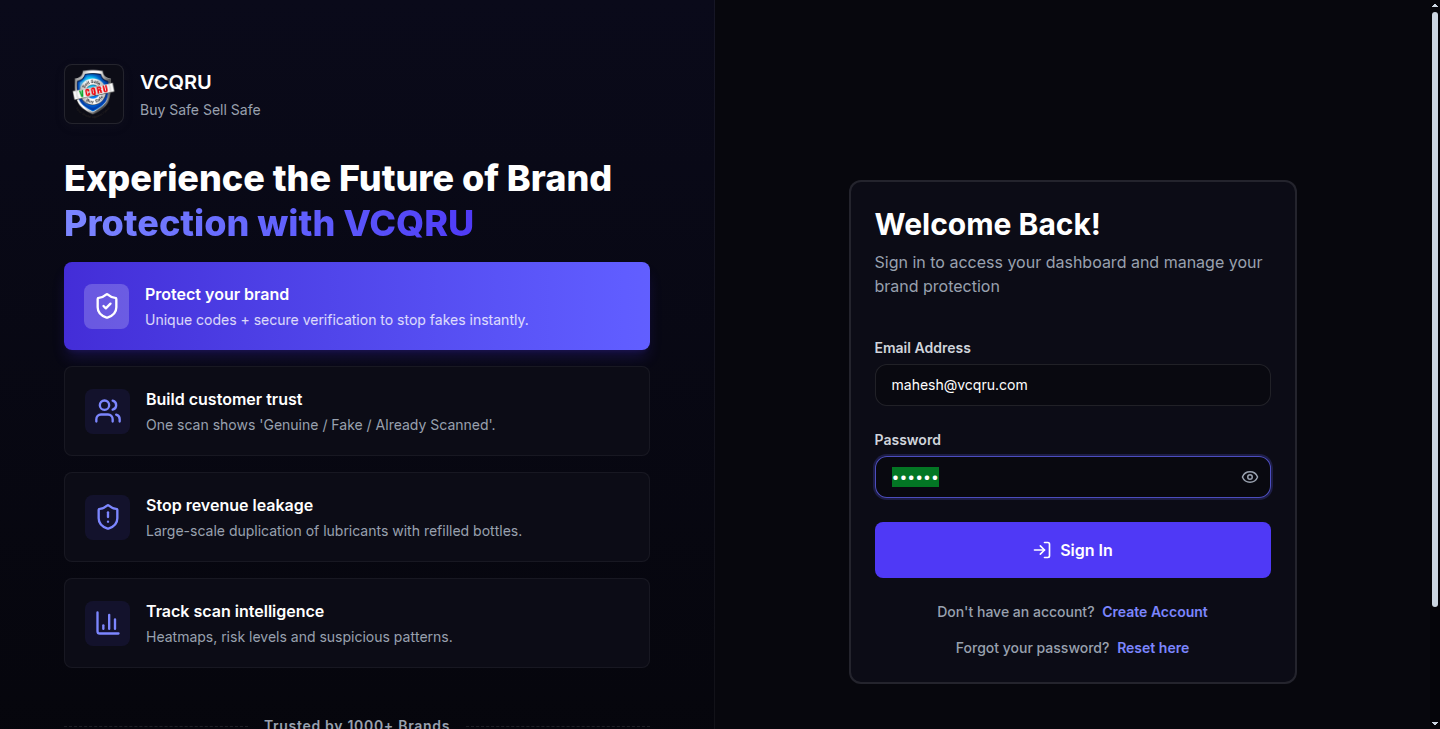 VCQRU
VCQRU
Buy Safe Sell Safe
Experience the Future of Brand
Protection with VCQRU
Protect your brand
Unique codes + secure verification to stop fakes instantly.
Build customer trust
One scan shows 'Genuine / Fake / Already Scanned'.
Stop revenue leakage
Large-scale duplication of lubricants with refilled bottles.
Track scan intelligence
Heatmaps, risk levels and suspicious patterns.
Trusted by 1000+ Brands
Welcome Back!
Sign in to access your dashboard and manage your
brand protection
Email Address
mahesh@vcqru.com
Password
••••••
Sign In
Don't have an account? Create Account
Forgot your password? Reset here